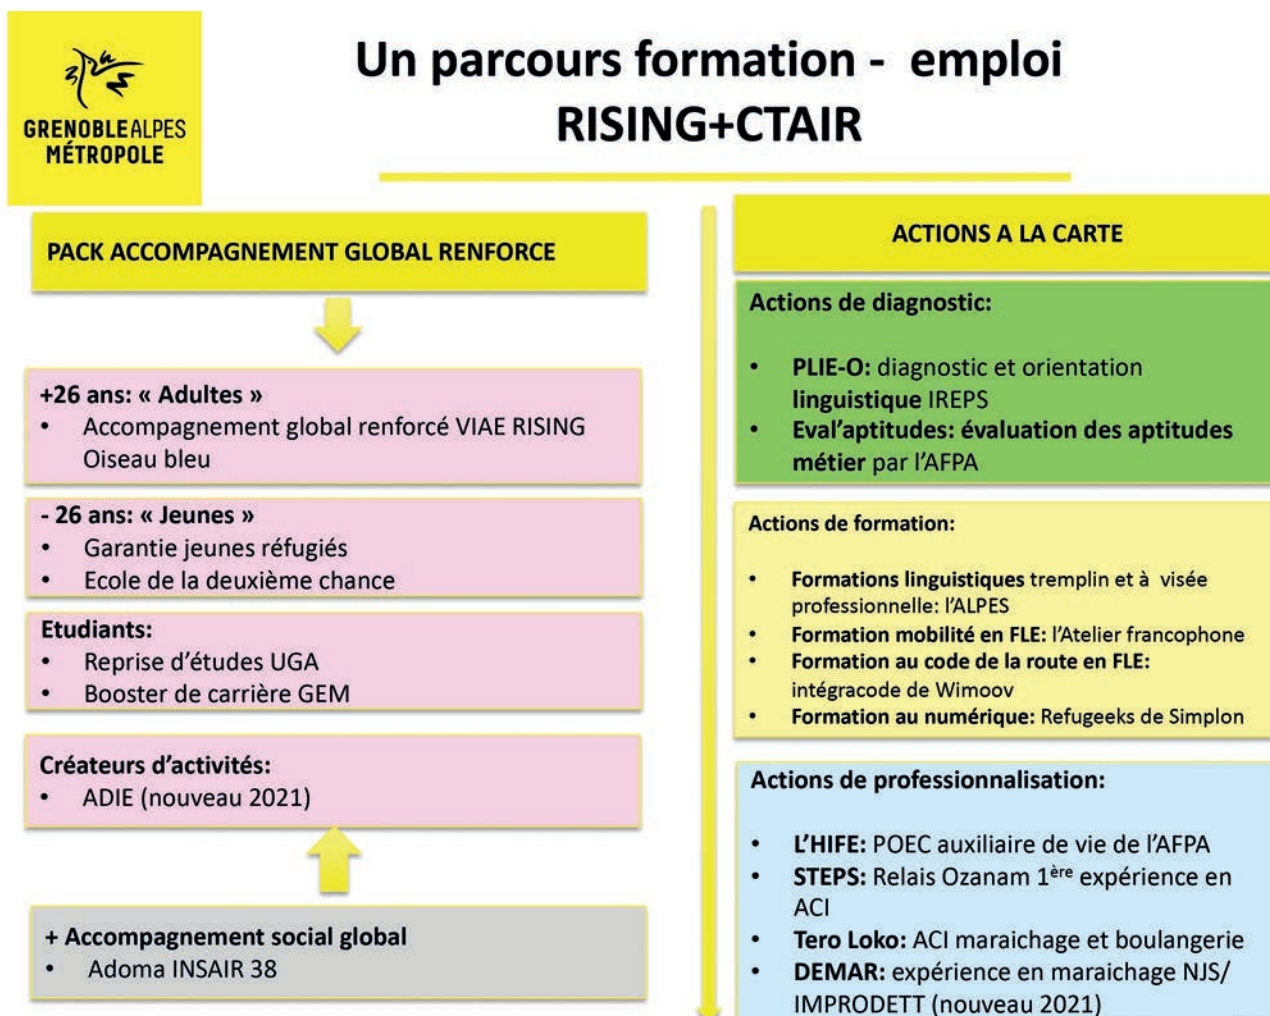 GRENOBLEALPES
MÉTROPOLE
Un parcours formation - emploi
RISING+CTAIR
PACK ACCOMPAGNEMENT GLOBAL RENFORCE
+26 ans: « Adultes »
• Accompagnement global renforcé VIAE RISING
Oiseau bleu
- 26 ans: « Jeunes »
• Garantie jeunes réfugiés
• Ecole de la deuxième chance
Etudiants:
• Reprise d’études UGA
• Booster de carrière GEM
Créateurs d’activités:
• ADIE (nouveau 2021)
+ Accompagnement social global
• Adoma INSAIR 38
ACTIONS A LA CARTE
Actions de diagnostic:
• PLIE-O: diagnostic et orientation
linguistique IREPS
• Eval’aptitudes: évaluation des aptitudes
métier par l’AFPA
Actions de formation:
• Formations linguistiques tremplin et à visée
professionnelle: l’ALPES
• Formation mobilité en FLE: l’Atelier francophone
• Formation au code de la route en FLE:
intégracode de Wimoov
• Formation au numérique: Refugeeks de Simplon
Actions de professionnalisation:
• L’HIFE: POEC auxiliaire de vie de l’AFPA
• STEPS: Relais Ozanam 1ère expérience en
ACI
• Tero Loko: ACI maraichage et boulangerie
• DEMAR: expérience en maraichage NJS/
IMPRODETT (nouveau 2021)